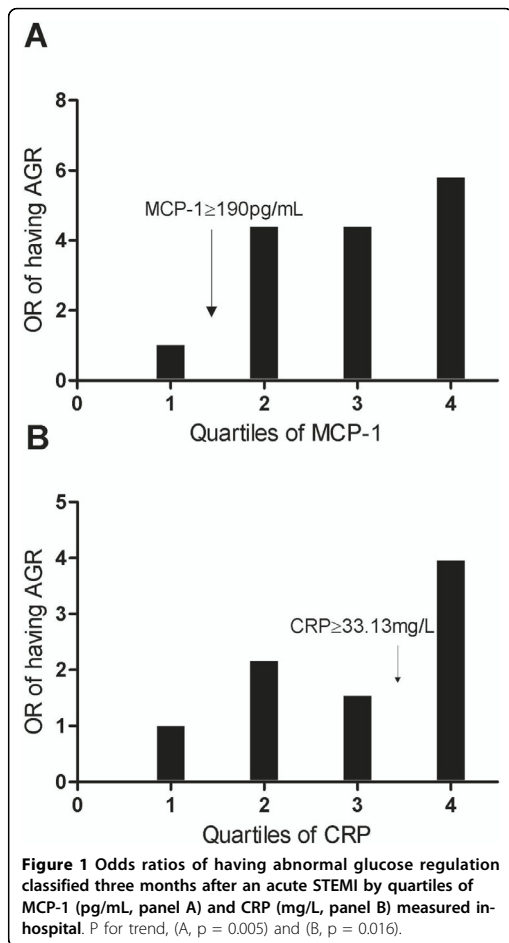 A
8
6
4
2
0
OR of having AGR
MCP-1≥190pg/mL
0 1 2 3 4
Quartiles of MCP-1
B
5
4
3
2
1
0
OR of having AGR
CRP≥33.13mg/L
0 1 2 3 4
Quartiles of CRP
Figure 1 Odds ratios of having abnormal glucose regulation
classified three months after an acute STEMI by quartiles of
MCP-1 (pg/mL, panel A) and CRP (mg/L, panel B) measured in-
hospital. P for trend, (A, p = 0.005) and (B, p = 0.016).